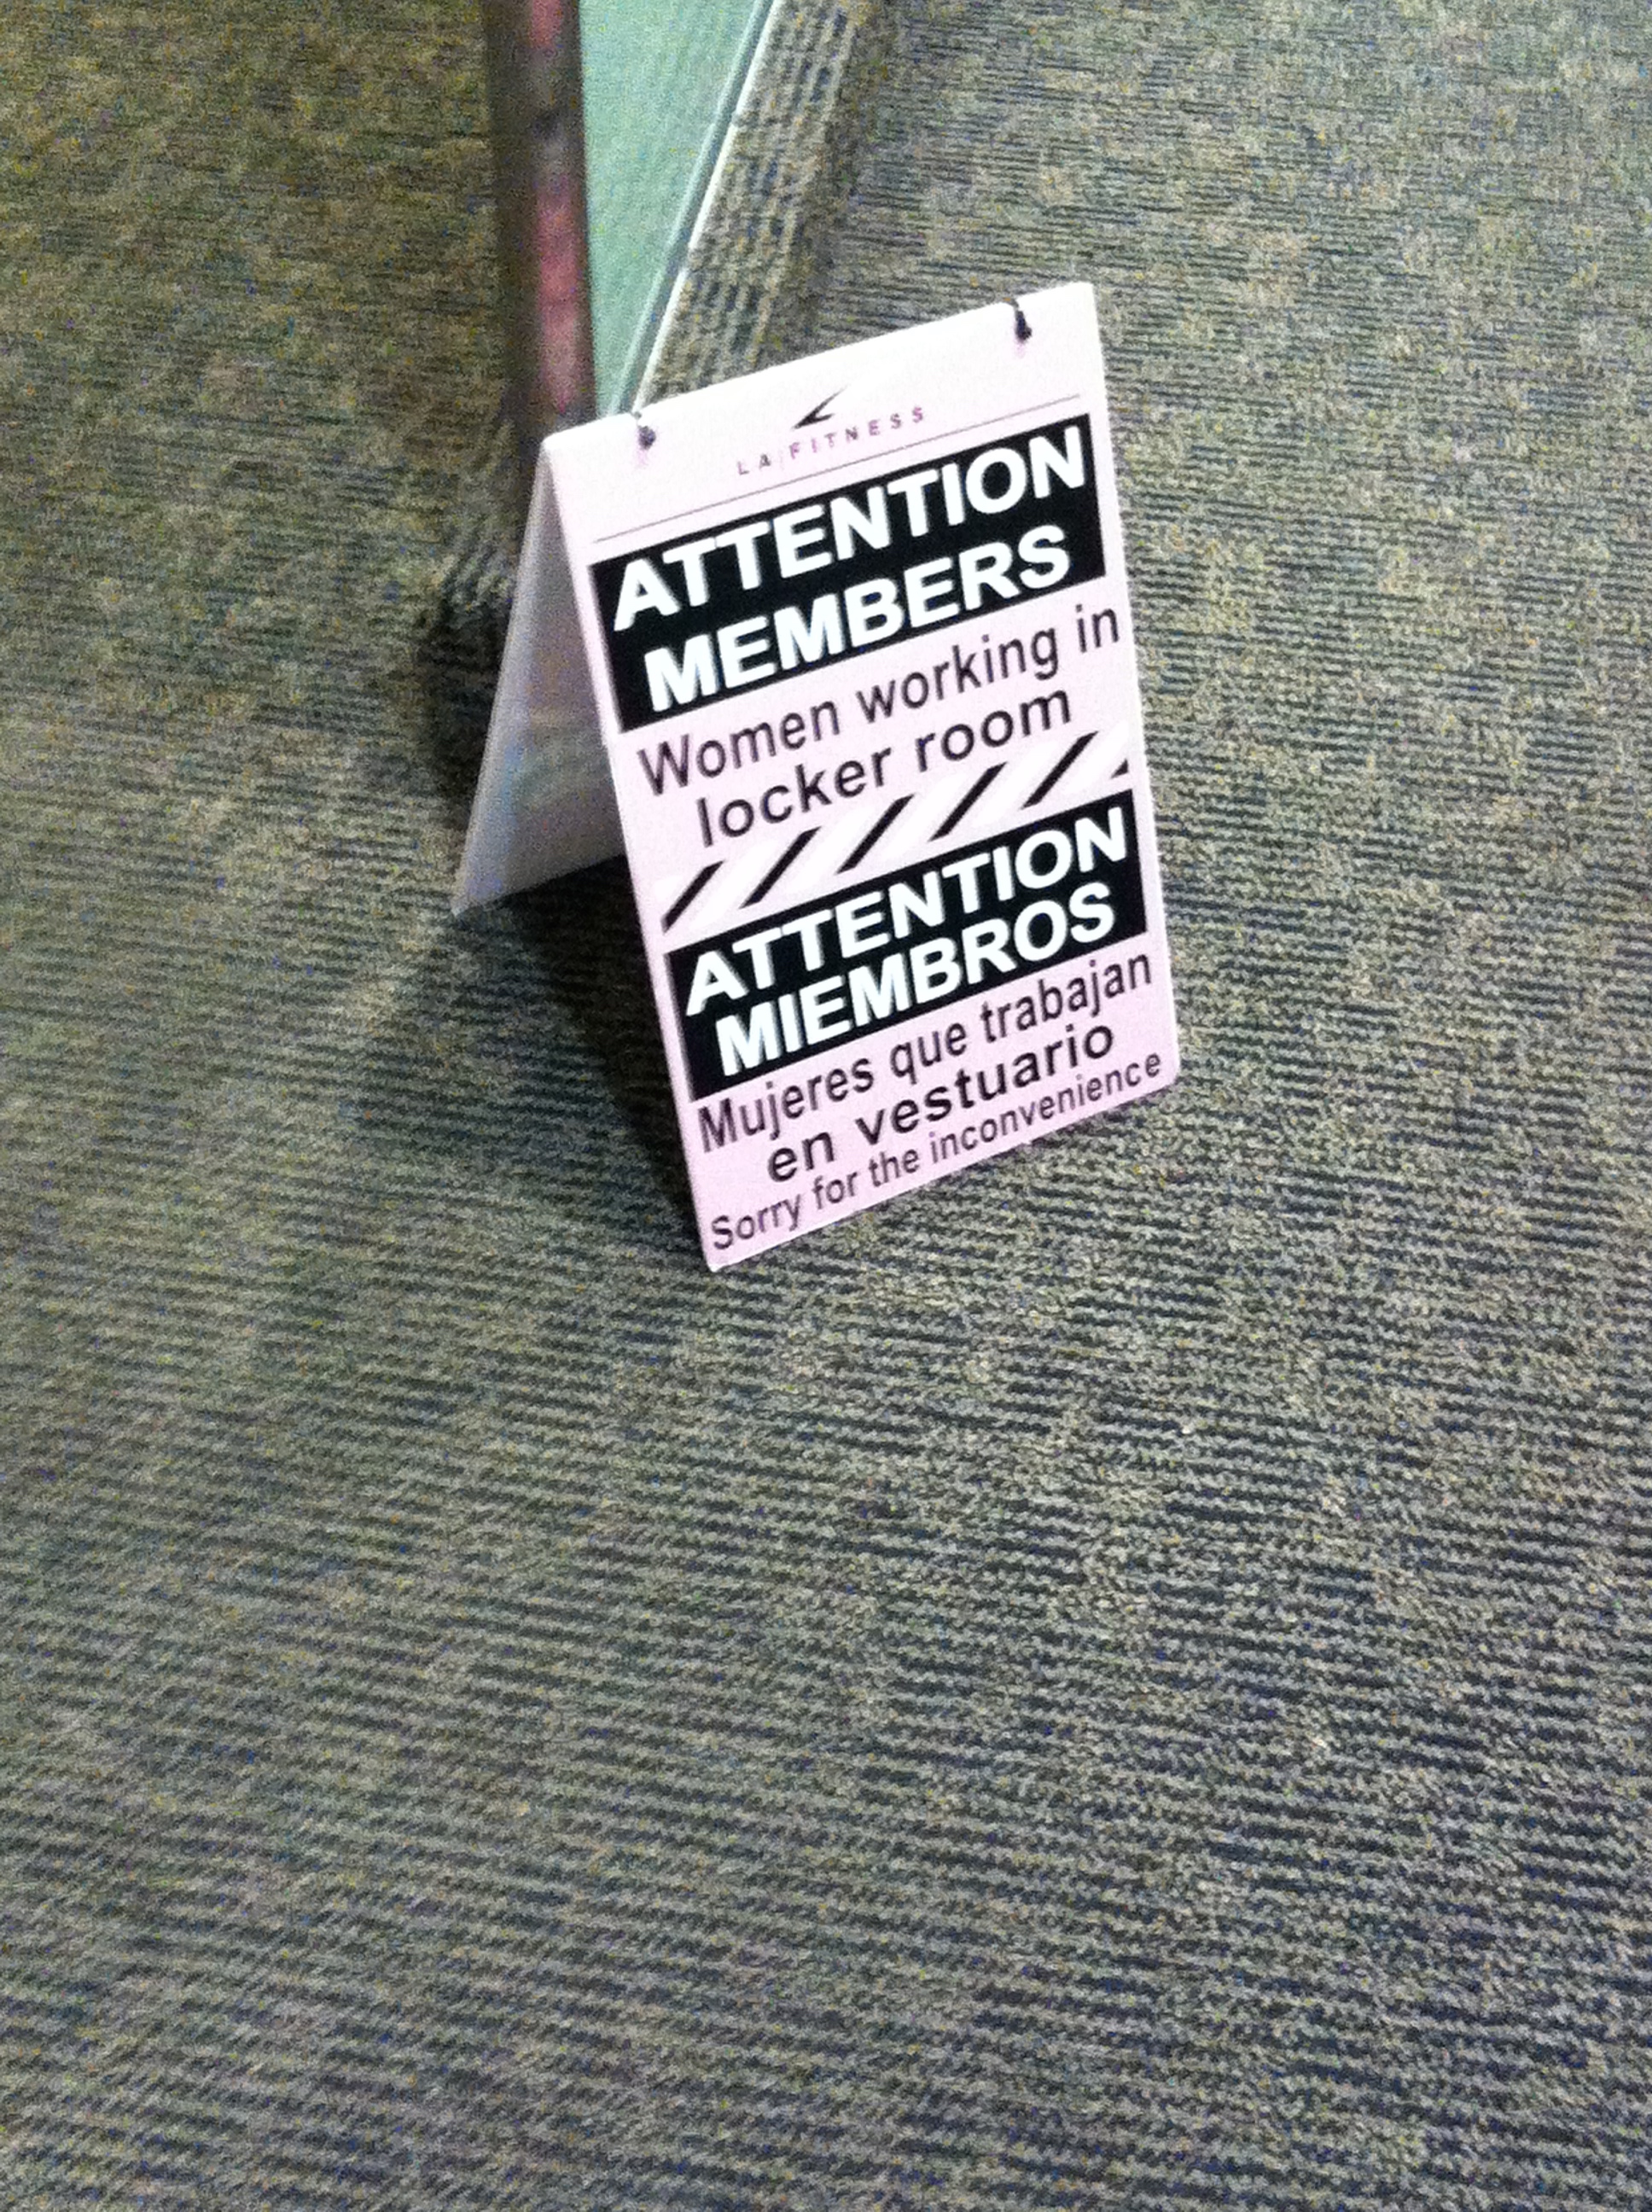 LA FITNESS
ATTENTION
MEMBERS
Women working in
locker room
ATTENTION
MIEMBROS
Mujeres que trabajan
en vestuario
Sorry for the inconvenience